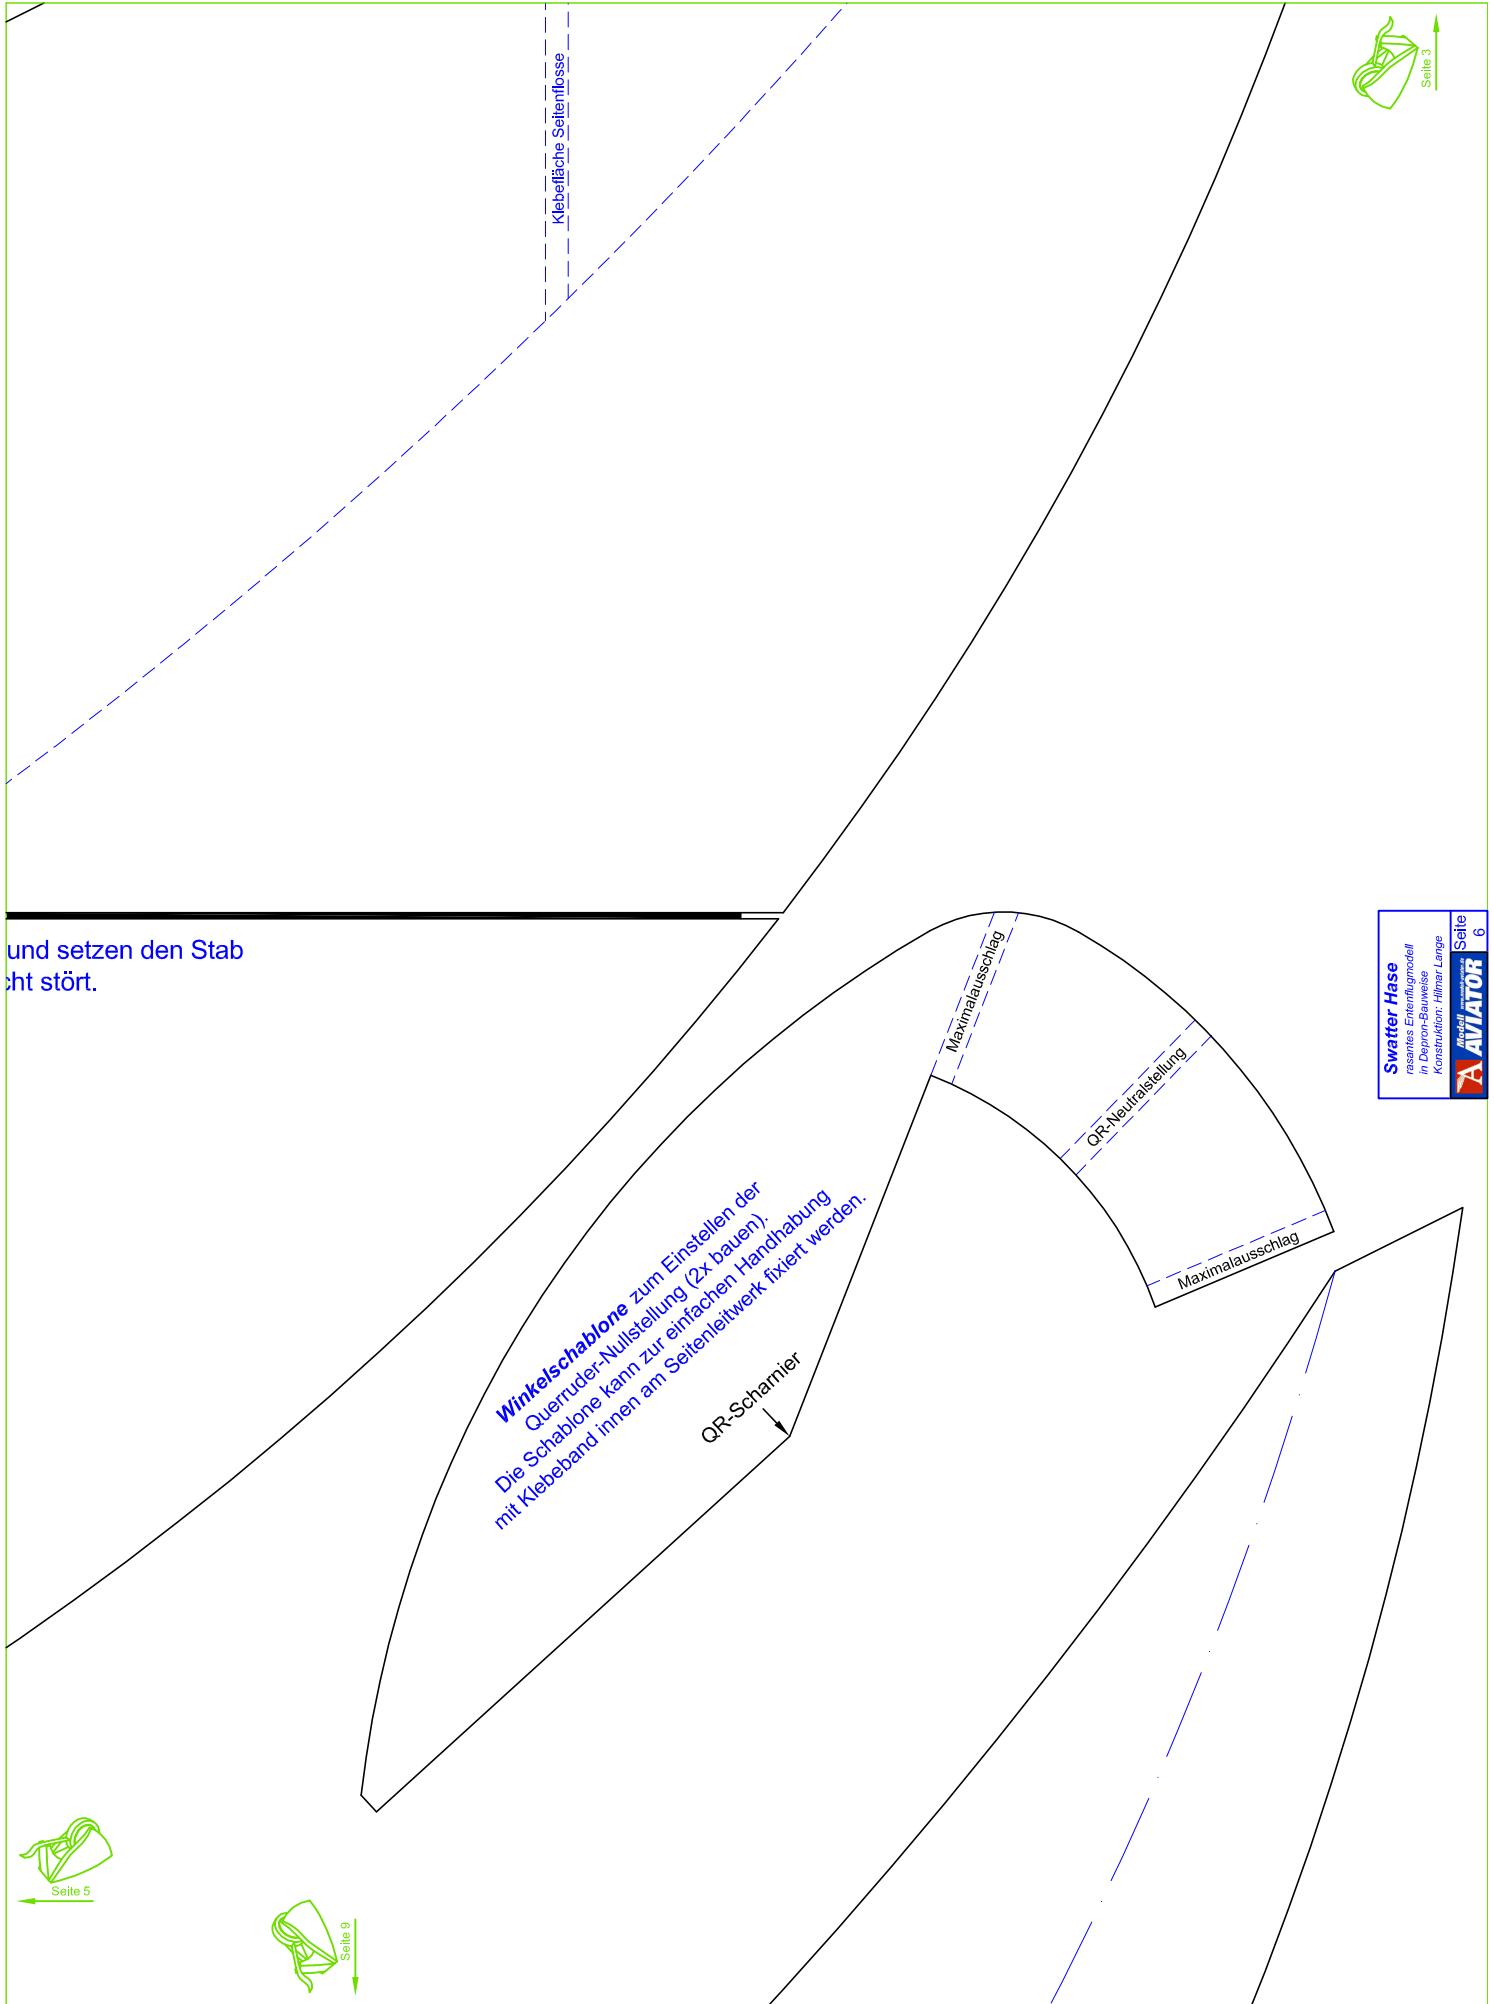 Klebefläche Seitenflosse
Seite 3
und setzen den Stab
cht stört.
Maximalausschlag
QR-Neutralstellung
Maximalausschlag
Swatter Hase
rasantes Entenflugmodell
in Depron-Bauweise
Konstruktion: Hilmar Lange
Seite
6
Modell
AVIATOR
Winkelschablone zum Einstellen der
Querruder-Nullstellung (2x bauen).
Die Schablone kann zur einfachen Handhabung
mit Klebeband innen am Seitenleitwerk fixiert werden.
QR-Scharnier
Seite 5
Seite 9